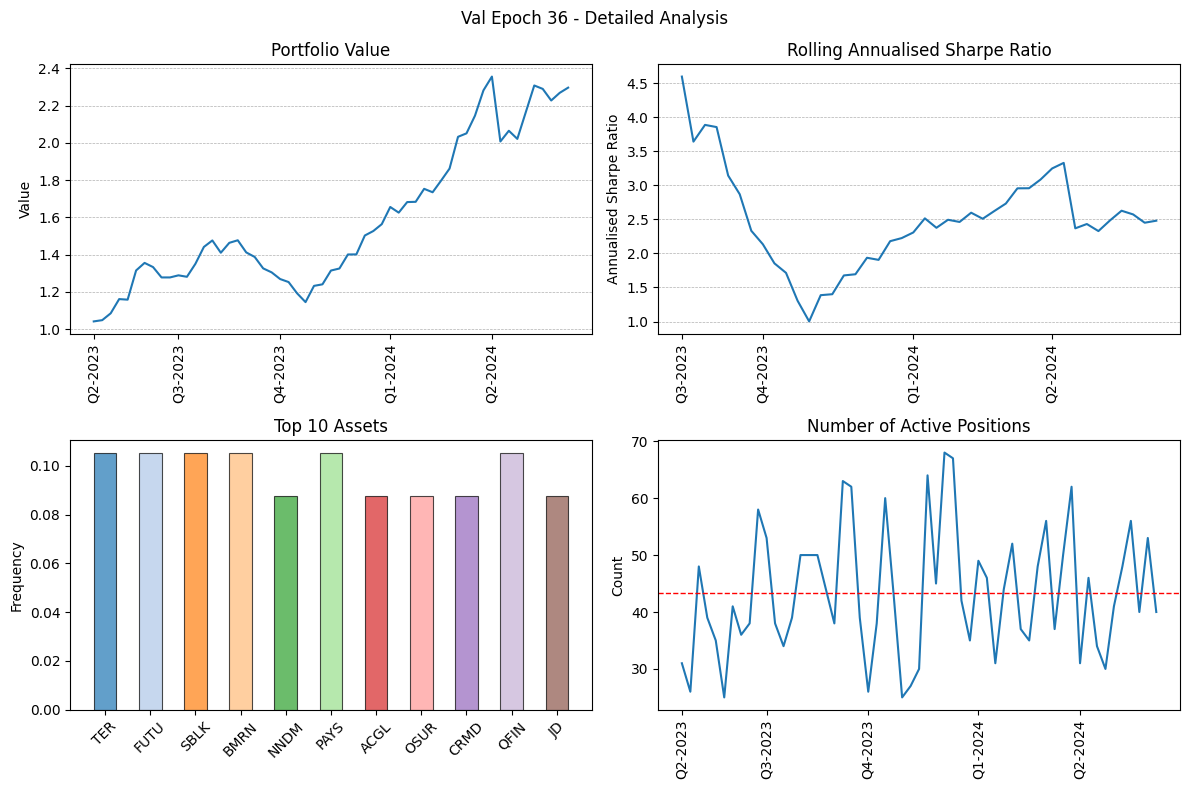 Val Epoch 36 - Detailed Analysis
Portfolio Value
Value
2.4
2.2
2.0
1.8
1.6
1.4
1.2
1.0
Q2-2023
Q3-2023
Q4-2023
Q1-2024
Q2-2024
Rolling Annualised Sharpe Ratio
Annualised Sharpe Ratio
4.5
4.0
3.5
3.0
2.5
2.0
1.5
1.0
Q3-2023
Q4-2023
Q1-2024
Q2-2024
Top 10 Assets
Frequency
0.10
0.08
0.06
0.04
0.02
0.00
TER
FUTU
SBLK
BMRN
NNDM
PAYS
ACGL
OSUR
CRMD
QFIN
JD
Number of Active Positions
Count
70
60
50
40
30
Q2-2023
Q3-2023
Q4-2023
Q1-2024
Q2-2024